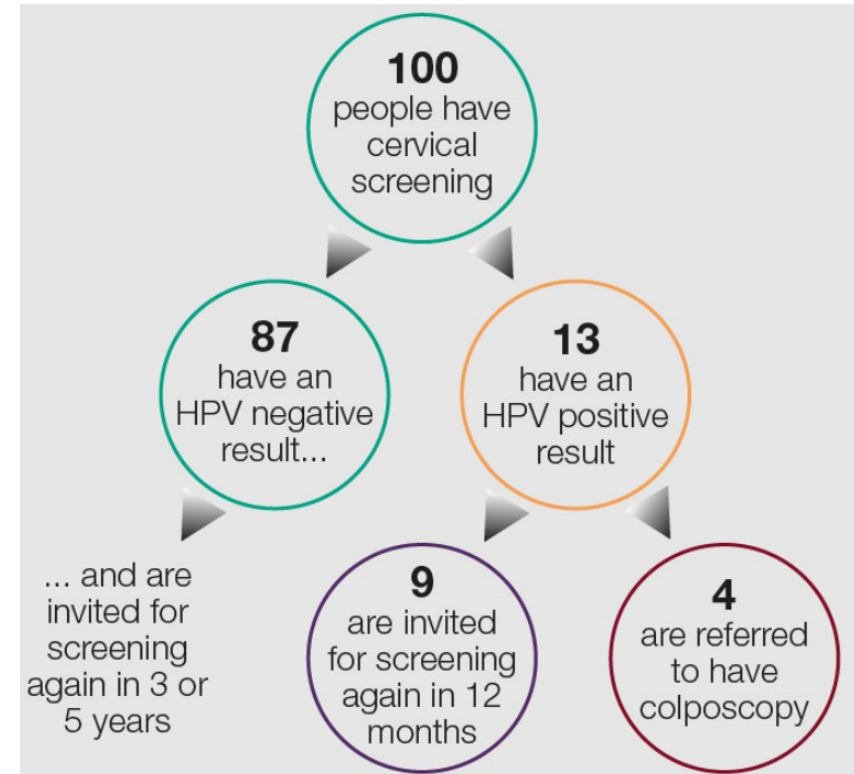 100
people have
cervical
screening
87
have an
HPV negative
result...
13
have an
HPV positive
result
... and are
invited for
screening
again in 3 or
5 years
9
are invited
for screening
again in 12
months
4
are referred
to have
colposcopy